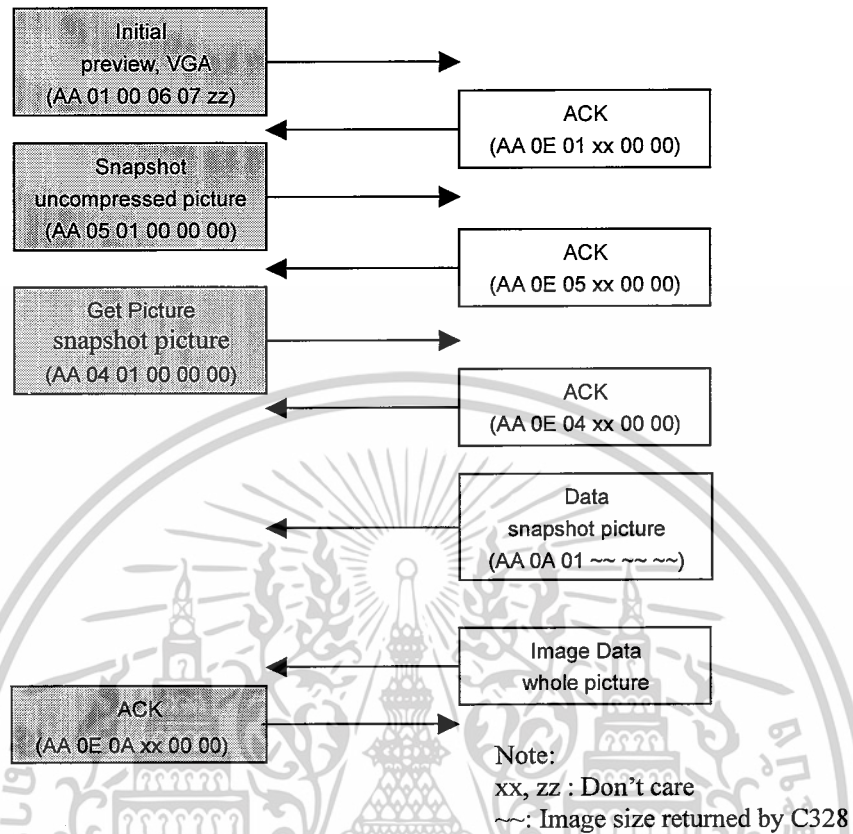 Initial
preview, VGA
(AA 01 00 06 07 zz)
ACK
(AA 0E 01 xx 00 00)
Snapshot
uncompressed picture
(AA 05 01 00 00 00)
ACK
(AA 0E 05 xx 00 00)
Get Picture
snapshot picture
(AA 04 01 00 00 00)
ACK
(AA 0E 04 xx 00 00)
Data
snapshot picture
(AA 0A 01 ~~ ~~ ~~)
Image Data
whole picture
ACK
(AA 0E 0A xx 00 00)
Note:
xx, zz : Don't care
~~: Image size returned by C328